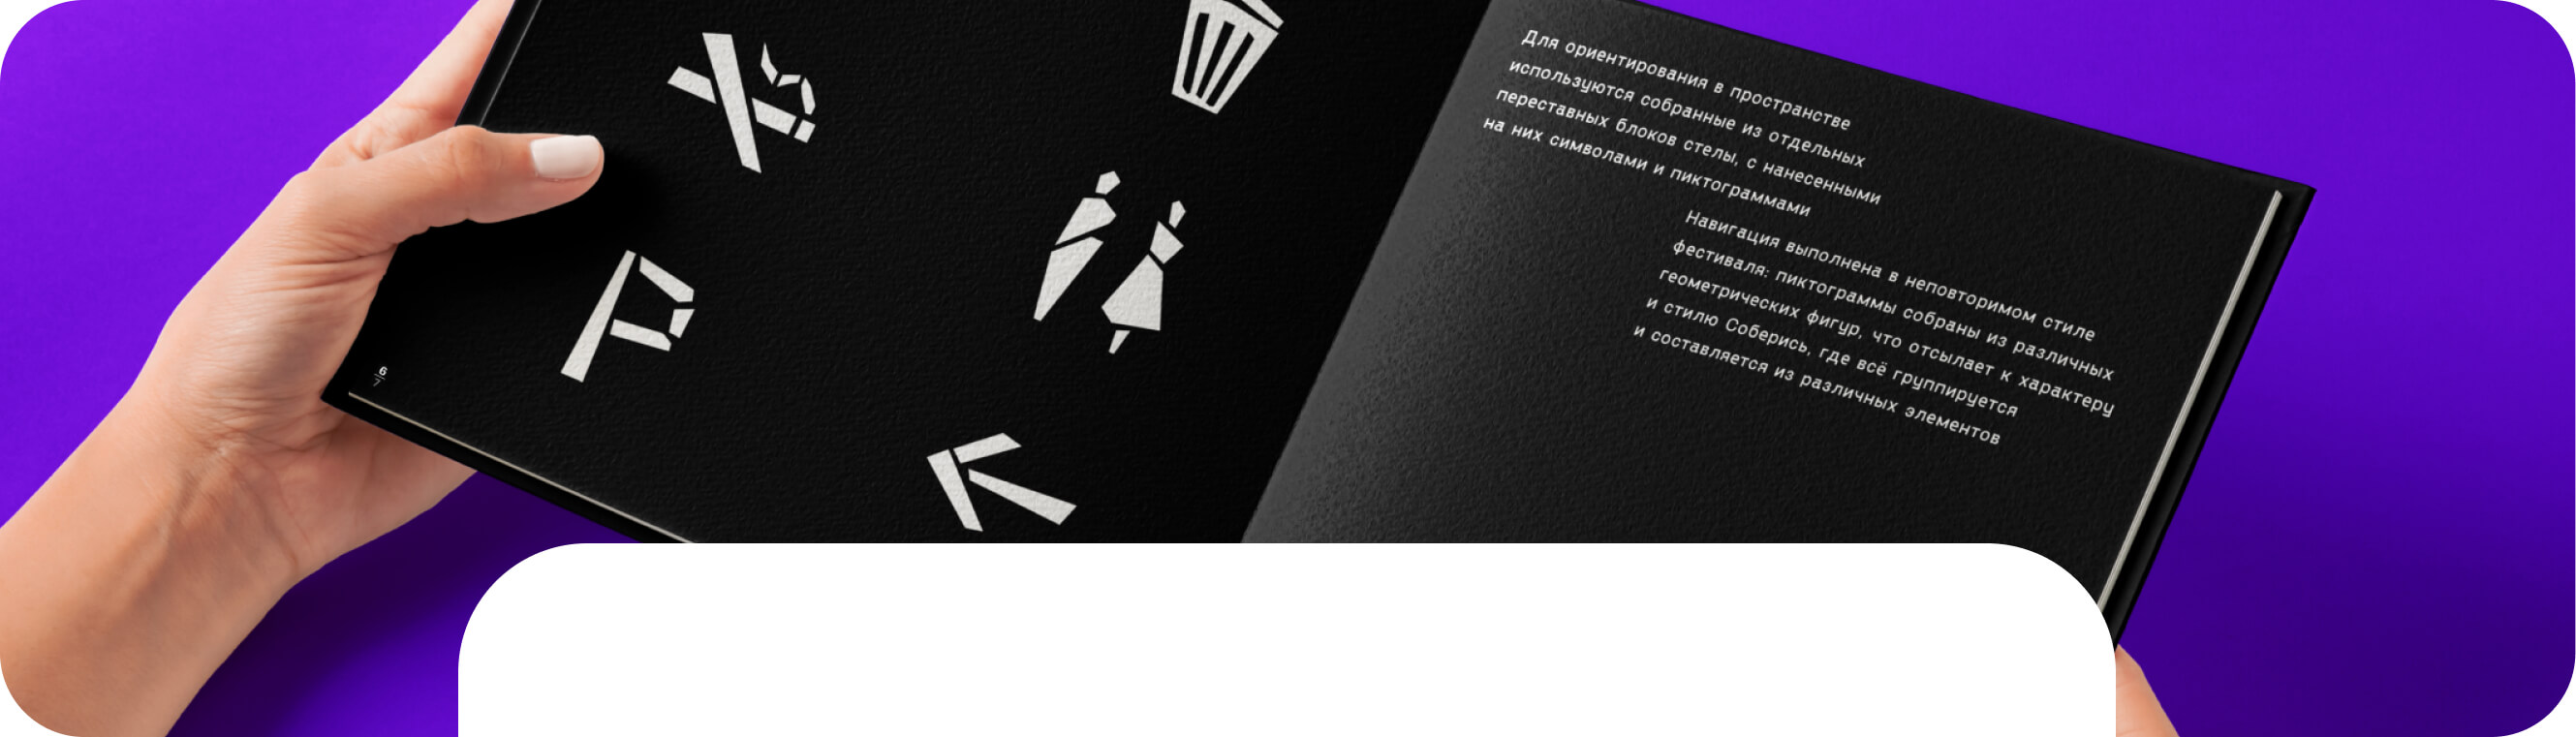 Для ориентирования в пространстве
используются собранные из отдельных
переставных блоков стелы, с нанесенными
на них символами и пиктограммами
Навигация выполнена в неповторимом стиле
фестиваля: пиктограммы собраны из различных
геометрических фигур, что отсылает к характеру
и стилю Соберись, где всё группируется
и составляется из различных элементов
P
6
7